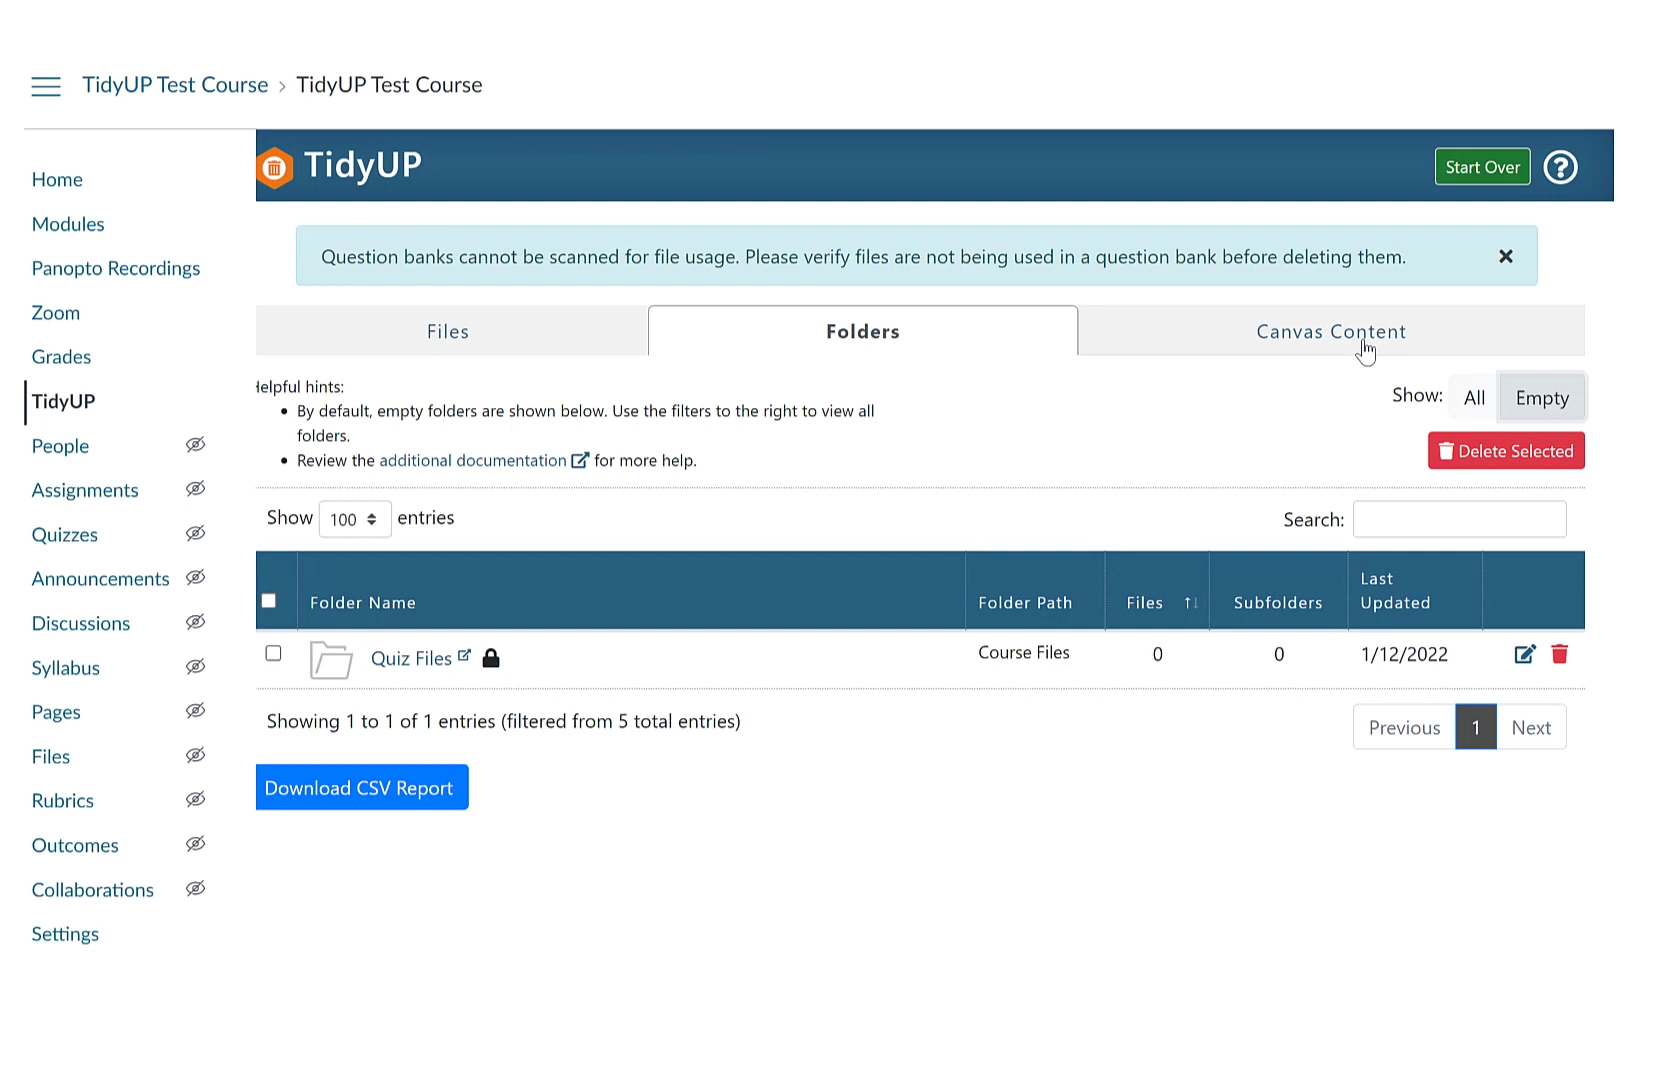 TidyUP Test Course › TidyUP Test Course
Home
Modules
Panopto Recordings
Zoom
Grades
TidyUP
People
Assignments
Quizzes
Announcements
Discussions
Syllabus
Pages
Files
Rubrics
Outcomes
Collaborations
Settings
TidyUP
Start Over
?
Question banks cannot be scanned for file usage. Please verify files are not being used in a question bank before deleting them.
Files
Folders
Canvas Content
Helpful hints:
• By default, empty folders are shown below. Use the filters to the right to view all
folders.
• Review the additional documentation for more help.
Show: All Empty
Delete Selected
Show 100 entries
Search:
Folder Name
Folder Path
Files
Subfolders
Last
Updated
Quiz Files
Course Files
0
0
1/12/2022
Showing 1 to 1 of 1 entries (filtered from 5 total entries)
Previous 1 Next
Download CSV Report